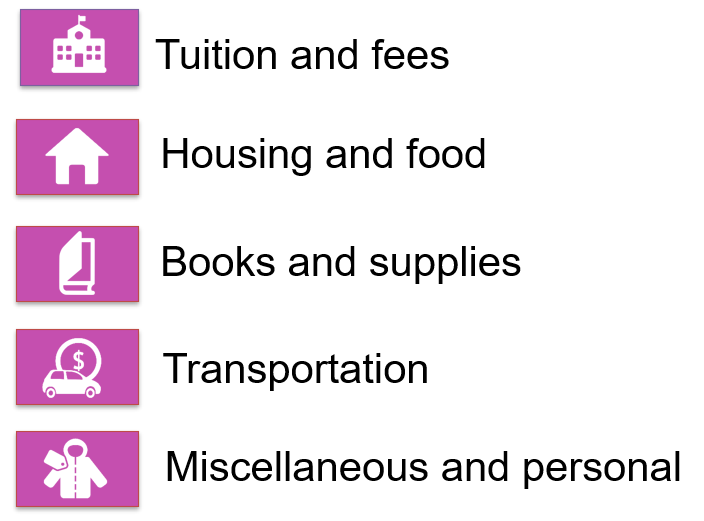 Tuition and fees
Housing and food
Books and supplies
$
Transportation
Miscellaneous and personal